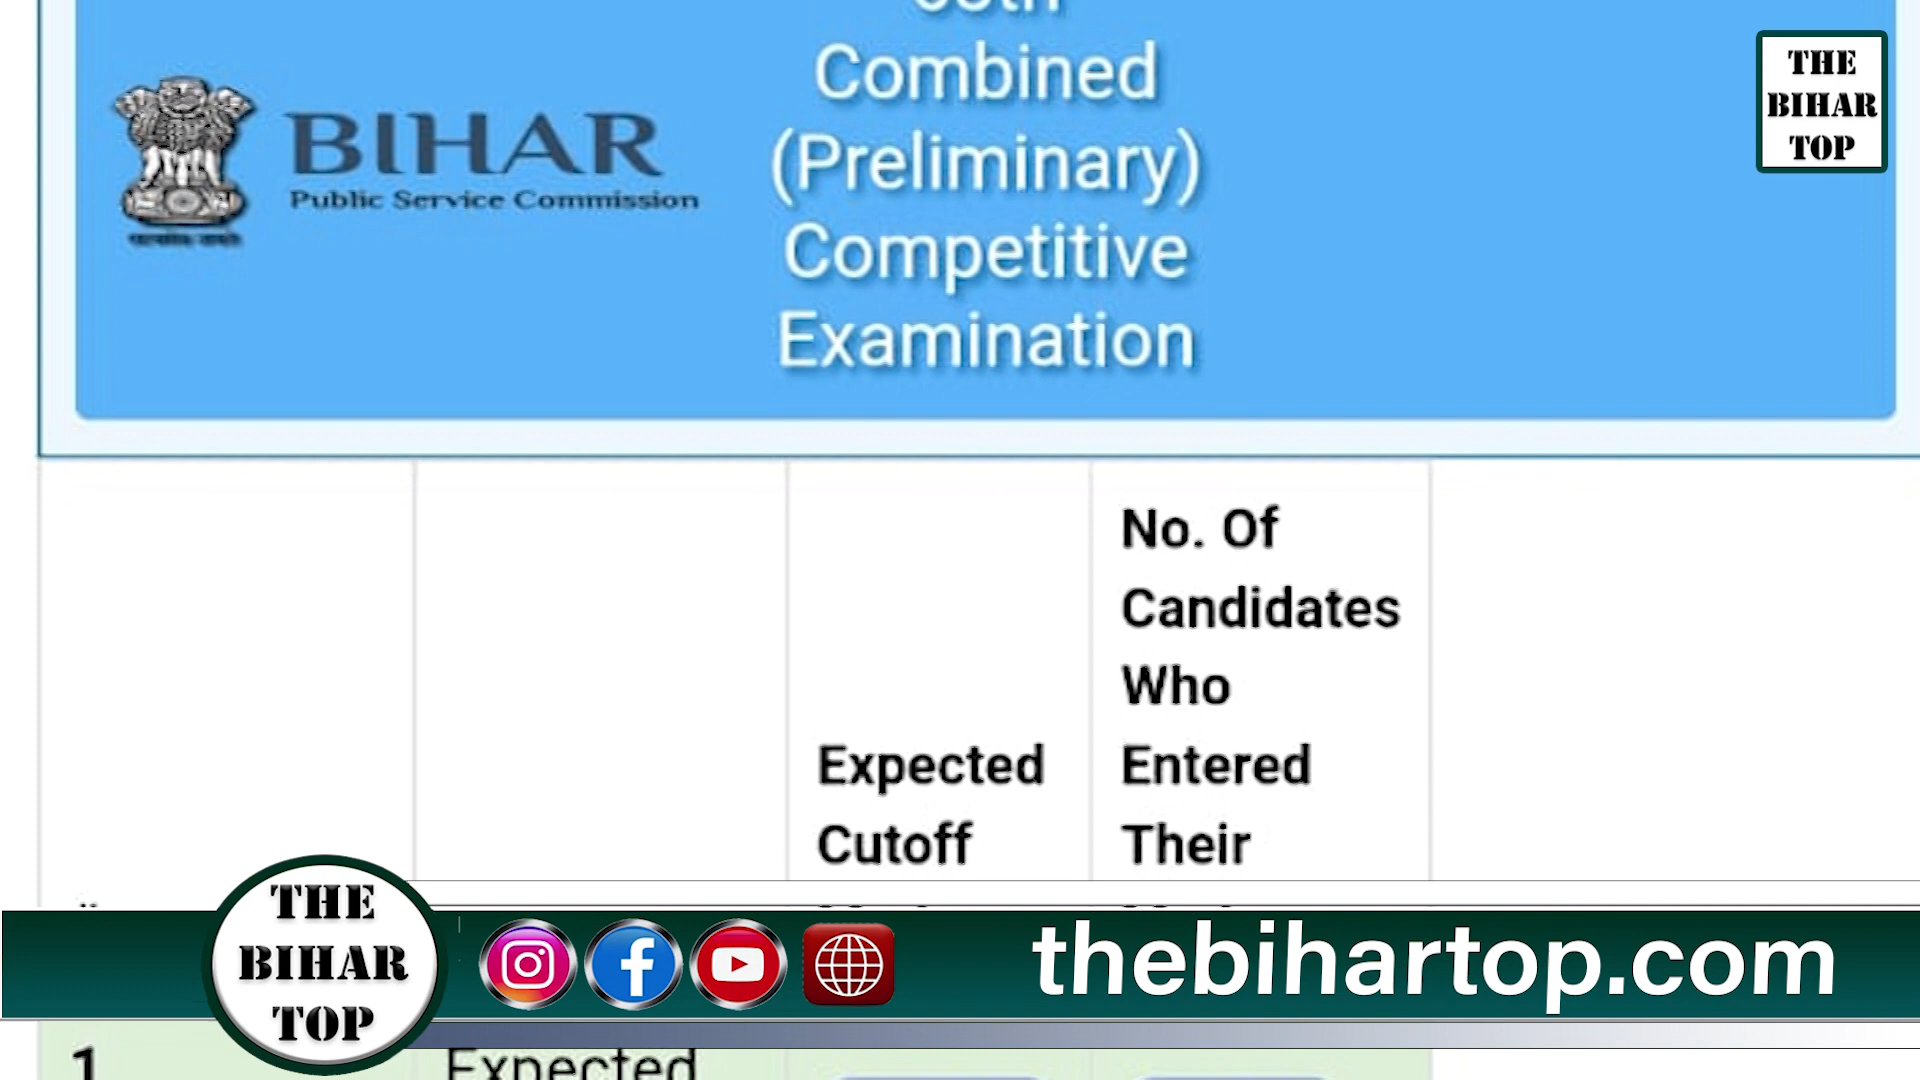 Combined
(Preliminary)
Competitive
Examination
BIHAR
Public Service Commission
THE
BIHAR
TOP
No. Of
Candidates
Who
Entered
Their
Expected
Cutoff
THE
BIHAR
TOP
thebihartop.com
1
Expected